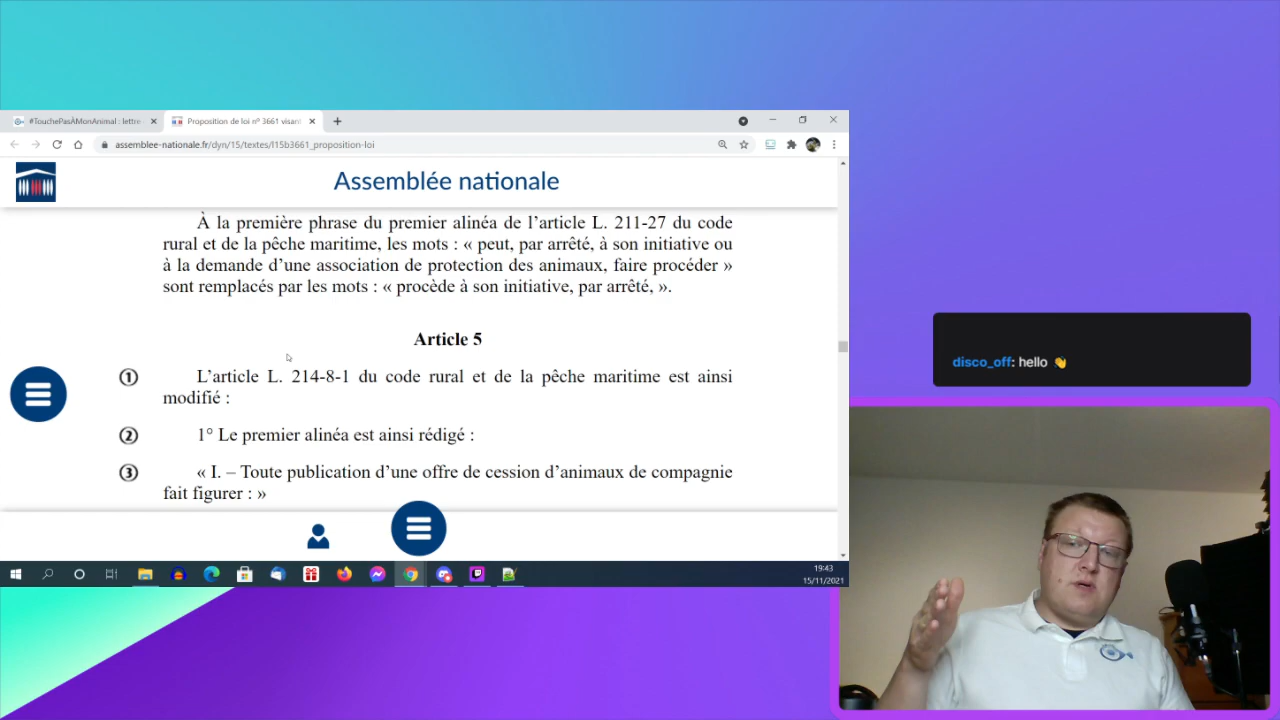 #TouchePasÀMonAnimal : lettre
Proposition de loi nº 3661 visant
assemblee-nationale.fr/dyn/15/textes/l15b3661_proposition-loi
Assemblée nationale
À la première phrase du premier alinéa de l’article L. 211-27 du code
rural et de la pêche maritime, les mots : « peut, par arrêté, à son initiative ou
à la demande d’une association de protection des animaux, faire procéder »
sont remplacés par les mots : « procède à son initiative, par arrêté, ».
Article 5
1 L’article L. 214-8-1 du code rural et de la pêche maritime est ainsi
modifié :
2 1° Le premier alinéa est ainsi rédigé :
3 « I. – Toute publication d’une offre de cession d’animaux de compagnie
fait figurer : »
19:43
15/11/2021
disco_off: hello 👋